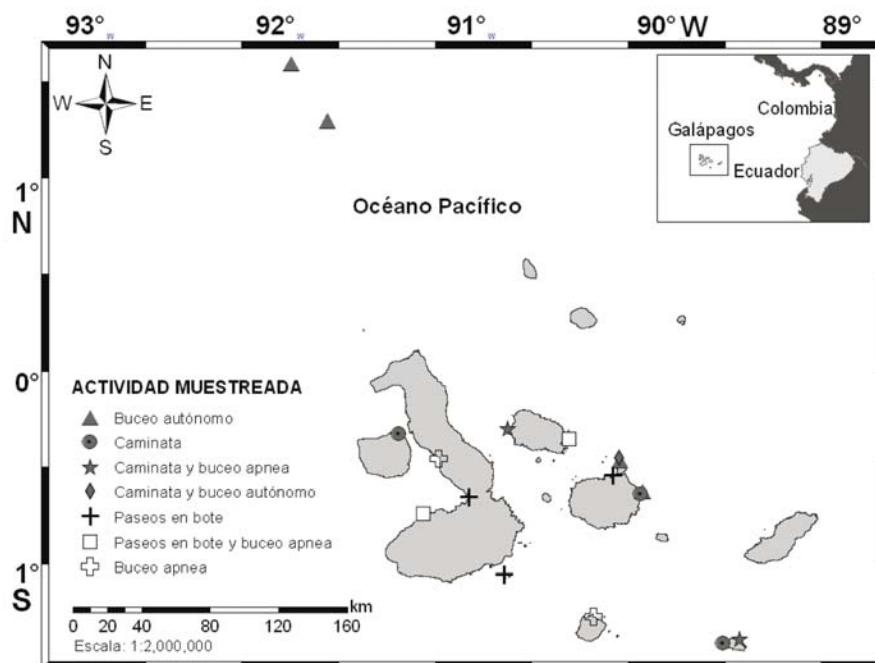 93° 92° 91° 90° W 89°
W W W W
N
W E
S
Colombia
Galápagos
Ecuador
1°
N
Océano Pacífico
0°
ACTIVIDAD MUESTREADA
Buceo autónomo
Caminata
Caminata y buceo apnea
Caminata y buceo autónomo
Paseos en bote
Paseos en bote y buceo apnea
Buceo apnea
1°
S
km
0 20 40 80 120 160
Escala: 1:2,000,000